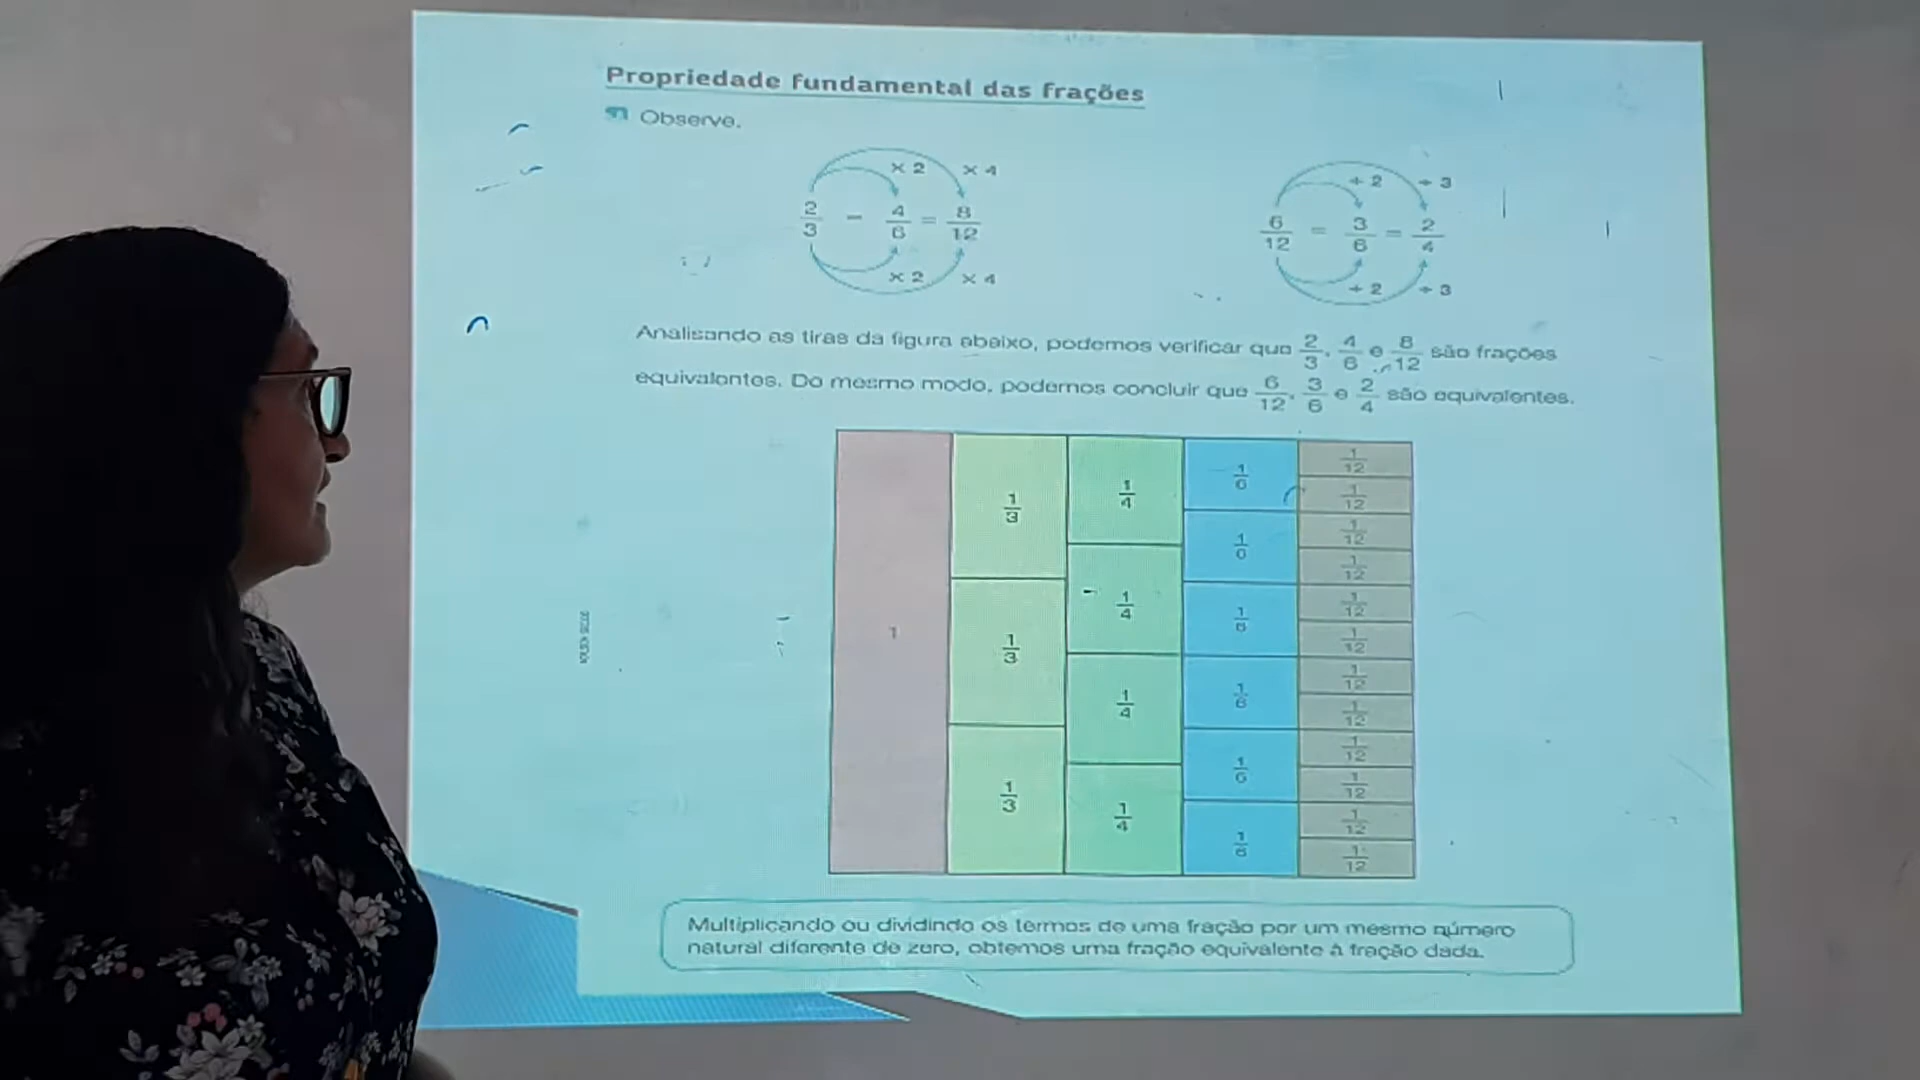 Propriedade fundamental das frações
Observe.
× 2 × 4
2/3 = 4/6 = 8/12
× 2 × 4
÷ 2 ÷ 3
6/12 = 3/6 = 2/4
÷ 2 ÷ 3
Analisando as tiras da figura abaixo, podemos verificar que 2/3, 4/6 e 8/12 são frações
equivalentes. Do mesmo modo, podemos concluir que 6/12, 3/6 e 2/4 são equivalentes.
1
1/3
1/3
1/3
1/4
1/4
1/4
1/4
1/6
1/6
1/6
1/6
1/6
1/6
1/12
1/12
1/12
1/12
1/12
1/12
1/12
1/12
1/12
1/12
1/12
1/12
Multiplicando ou dividindo os termos de uma fração por um mesmo número
natural diferente de zero, obtemos uma fração equivalente à fração dada.